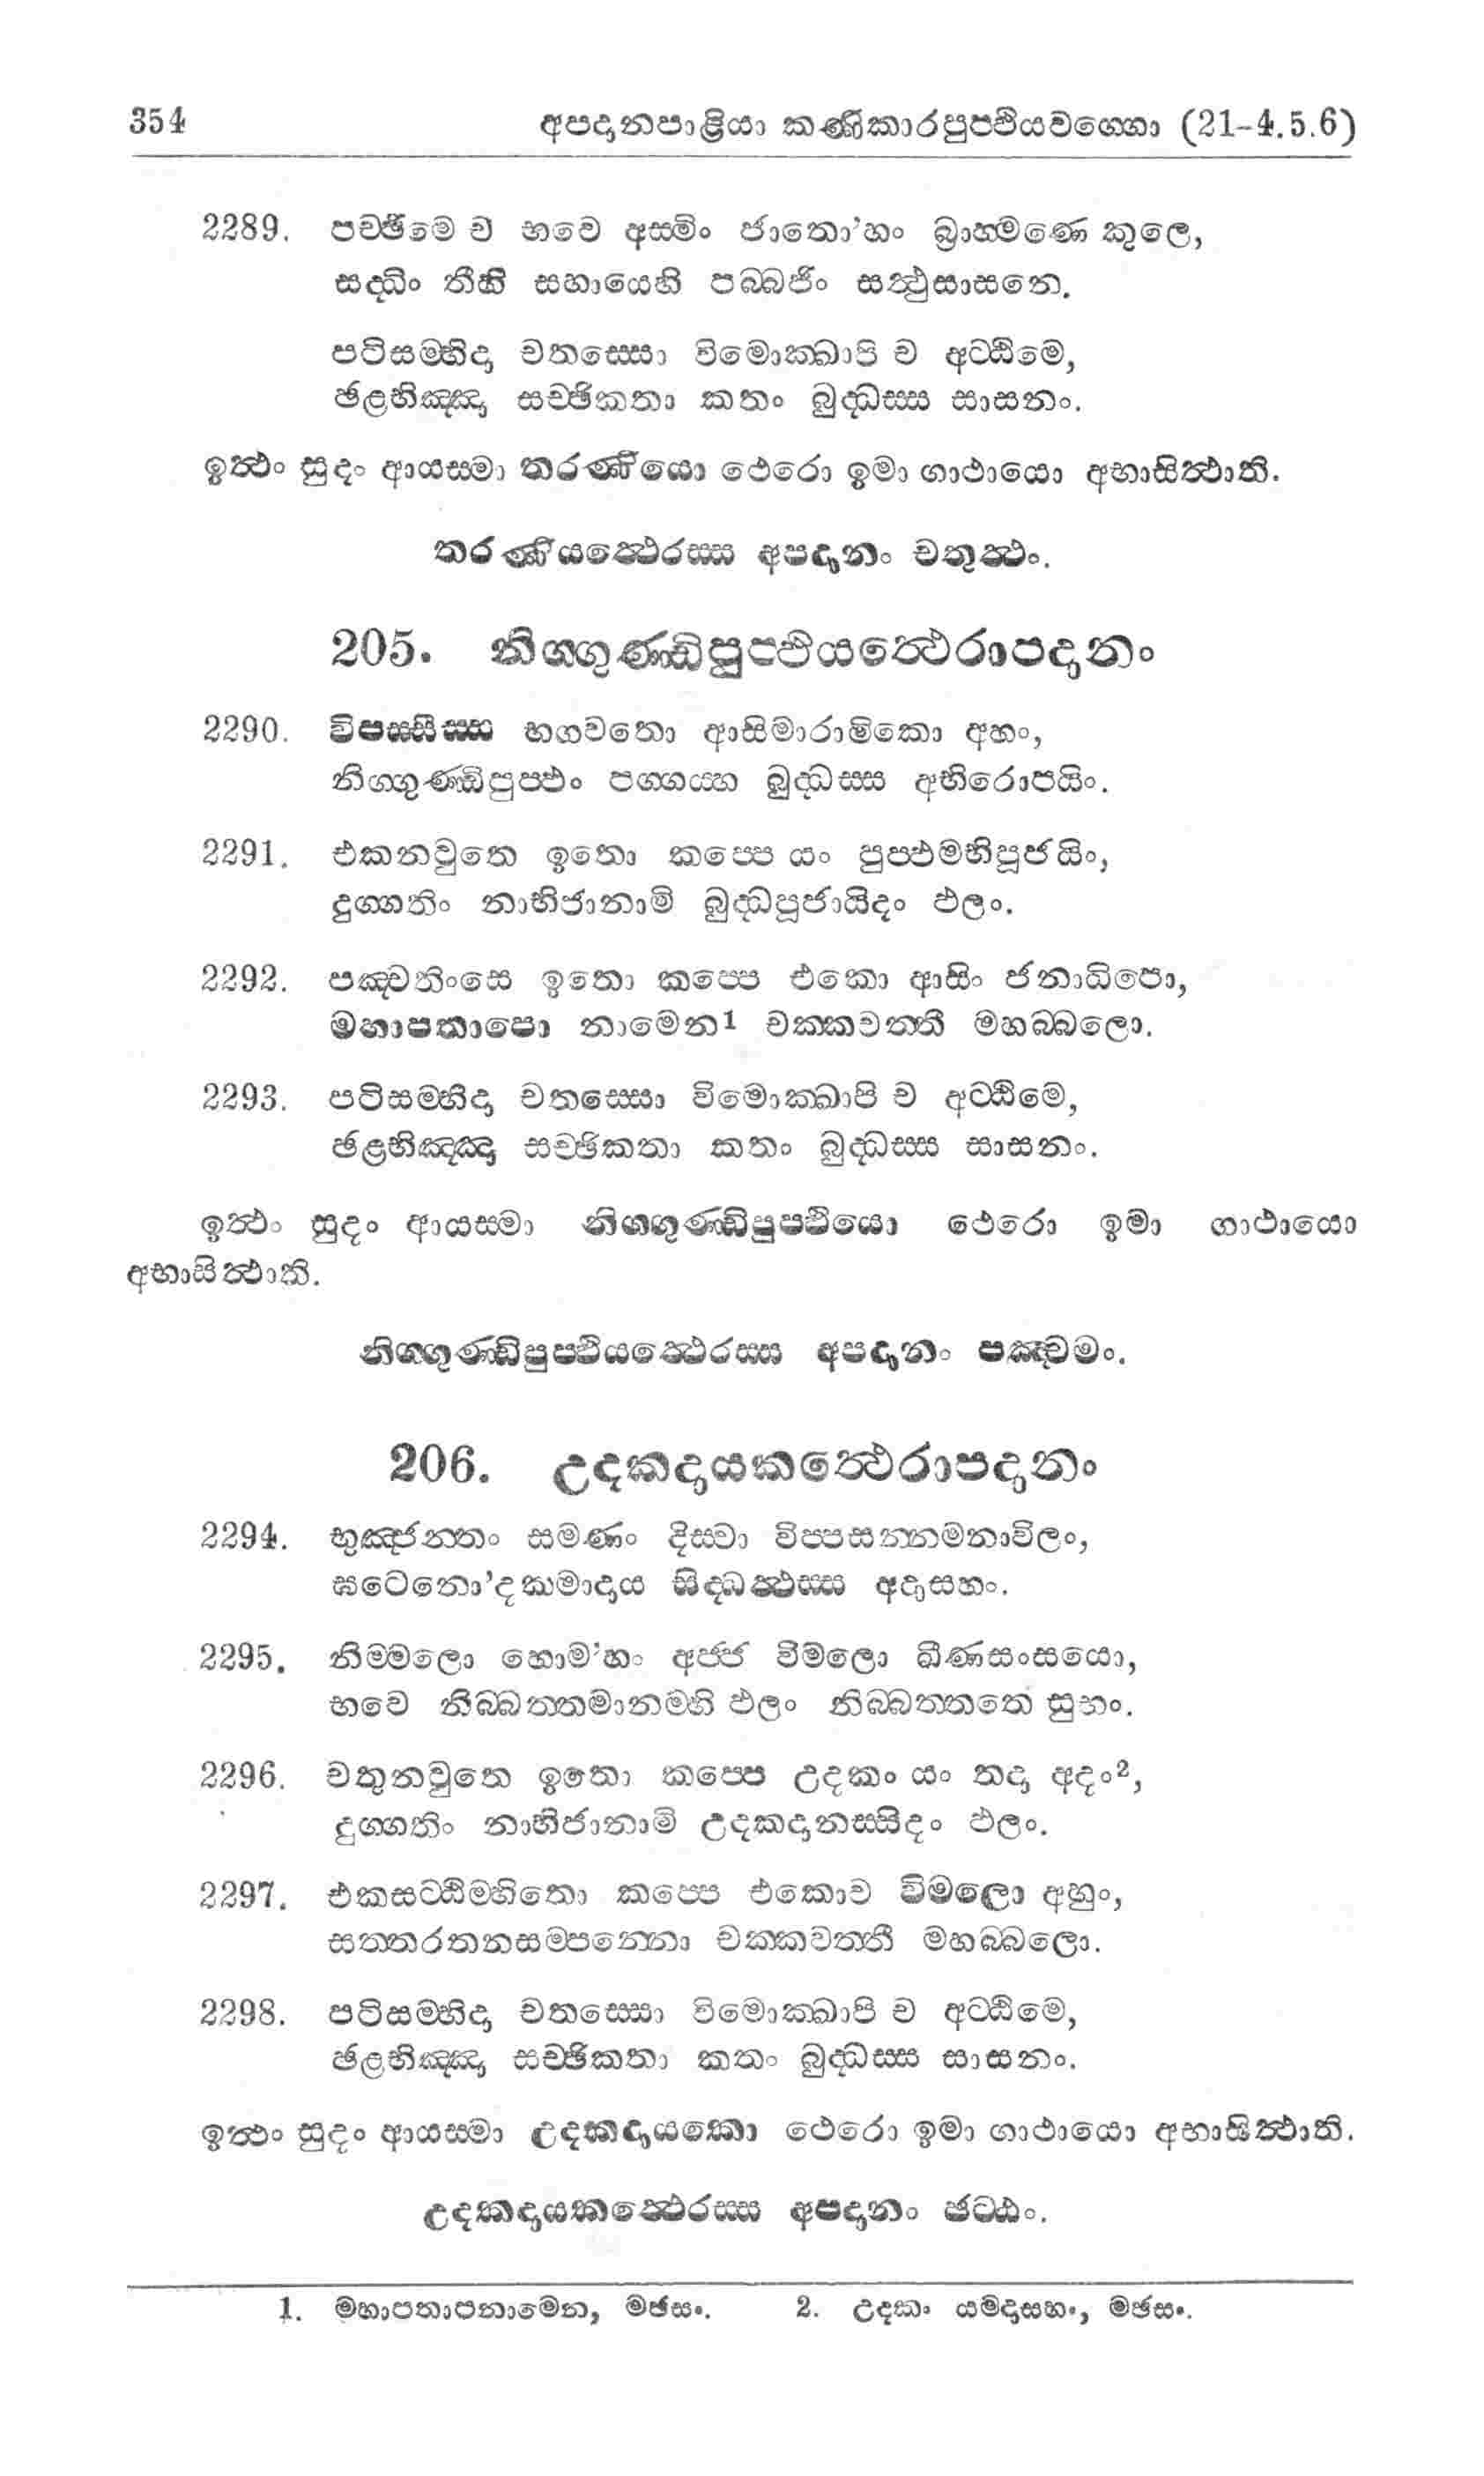 354 අපදානපාළියා කණිකාරපුප්ඵියවග්ගො (21-4.5.6)
2289. පච්ඡිමෙ ච භවෙ අස්මිං ජාතො’හං බ්‍රාහ්මණෙ කුලෙ,
සද්ධිං තීහි සහායෙහි පබ්බජිං සත්‍ථුසාසනෙ.
පටිසම්භිදා චතස්සො විමොක්ඛාපි ච අට්ඨිමෙ,
ඡළභිඤ්ඤා සච්ඡිකතා කතං බුද්ධස්ස සාසනං.
ඉත්‍ථං සුදං ආයස්මා තරණියො ථෙරො ඉමා ගාථායො අභාසිත්‍ථාති.
තරණියත්‍ථෙරස්ස අපදානං චතුත්‍ථං.
205. නිග්ගුණ්ඩිපුප්ඵියත්‍ථෙරාපදානං
2290. විපස්සීස්ස භගවතො ආසිමාරාමිකො අහං,
නිග්ගුණ්ඩිපුප්ඵං පග්ගය්හ බුද්ධස්ස අභිරොපයිං.
2291. එකනවුතෙ ඉතො කප්පෙ යං පුප්ඵමභිපූජයිං,
දුග්ගතිං නාභිජානාමි බුද්ධපූජායිදං ඵලං.
2292. පඤ්චතිංසෙ ඉතො කප්පෙ එකො ආසිං ජනාධිපො,
මහාපතාපො නාමෙන1 චක්කවත්තී මහබ්බලො.
2293. පටිසම්භිදා චතස්සො විමොක්ඛාපි ච අට්ඨිමෙ,
ඡළභිඤ්ඤා සච්ඡිකතා කතං බුද්ධස්ස සාසනං.
ඉත්‍ථං සුදං ආයස්මා නිග්ගුණ්ඩිපුප්ඵියො ථෙරො ඉමා ගාථායො
අභාසිත්‍ථාති.
නිග්ගුණ්ඩිපුප්ඵියත්‍ථෙරස්ස අපදානං පඤ්චමං.
206. උදකදායකත්‍ථෙරාපදානං
2294. භුඤ්ජන්තං සමණං දිස්වා විප්පසන්නමනාවිලං,
ඝටෙනො’දකමාදාය සිද්ධත්‍ථස්ස අදාසහං.
2295. නිම්මලො හොම’හං අජ්ජ විමලො ඛීණසංසයො,
භවෙ නිබ්බත්තමානම්හි ඵලං නිබ්බත්තතෙ සුභං.
2296. චතුනවුතෙ ඉතො කප්පෙ උදකං යං තදා අදං2,
දුග්ගතිං නාභිජානාමි උදකදානස්සිදං ඵලං.
2297. එකසට්ඨිම්හිතො කප්පෙ එකොව විමලො අහුං,
සත්තරතනසම්පන්නො චක්කවත්තී මහබ්බලො.
2298. පටිසම්භිදා චතස්සො විමොක්ඛාපි ච අට්ඨිමෙ,
ඡළභිඤ්ඤා සච්ඡිකතා කතං බුද්ධස්ස සාසනං.
ඉත්‍ථං සුදං ආයස්මා උදකදායකො ථෙරො ඉමා ගාථායො අභාසිත්‍ථාති.
උදකදායකත්‍ථෙරස්ස අපදානං ඡට්ඨං.
1. මහාපතාපනාමෙන, මඡසං. 2. උදකං යමදාසහං, මඡසං.